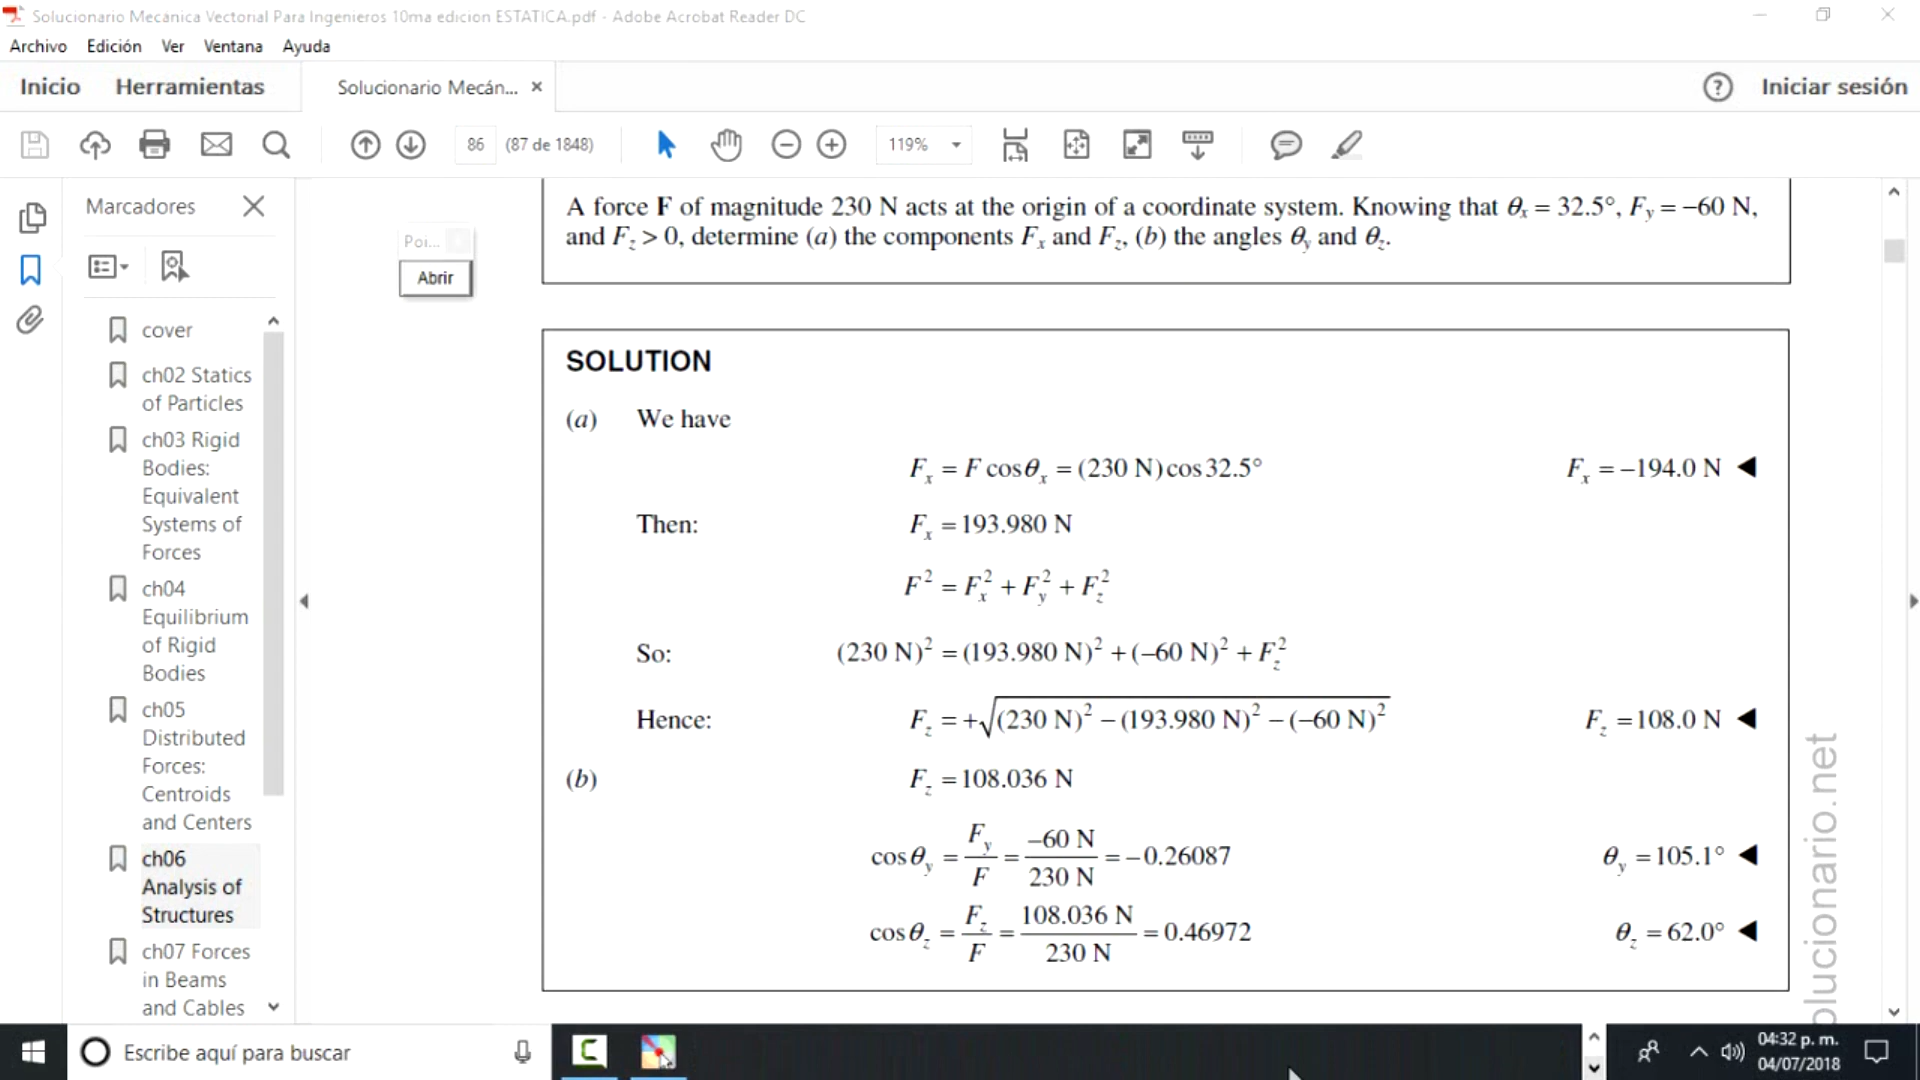 Solucionario Mecánica Vectorial Para Ingenieros 10ma edicion ESTATICA.pdf - Adobe Acrobat Reader DC
Archivo Edición Ver Ventana Ayuda
Inicio Herramientas Solucionario Mecán... × ? Iniciar sesión
86 (87 de 1848) 119%
Marcadores
cover
ch02 Statics
of Particles
ch03 Rigid
Bodies:
Equivalent
Systems of
Forces
ch04
Equilibrium
of Rigid
Bodies
ch05
Distributed
Forces:
Centroids
and Centers
ch06
Analysis of
Structures
ch07 Forces
in Beams
and Cables
Poi...
Abrir
A force F of magnitude 230 N acts at the origin of a coordinate system. Knowing that θx = 32.5°, Fy = −60 N,
and Fz > 0, determine (a) the components Fx and Fz, (b) the angles θy and θz.
SOLUTION
(a) We have
Fx = F cos θx = (230 N) cos 32.5° Fx = −194.0 N ◄
Then: Fx = 193.980 N
F² = Fx² + Fy² + Fz²
So: (230 N)² = (193.980 N)² + (−60 N)² + Fz²
Hence: Fz = +√(230 N)² − (193.980 N)² − (−60 N)² Fz = 108.0 N ◄
(b) Fz = 108.036 N
cos θy = Fy/F = −60 N/230 N = −0.26087 θy = 105.1° ◄
cos θz = Fz/F = 108.036 N/230 N = 0.46972 θz = 62.0° ◄
olucionario.net
Escribe aquí para buscar
04:32 p. m.
04/07/2018